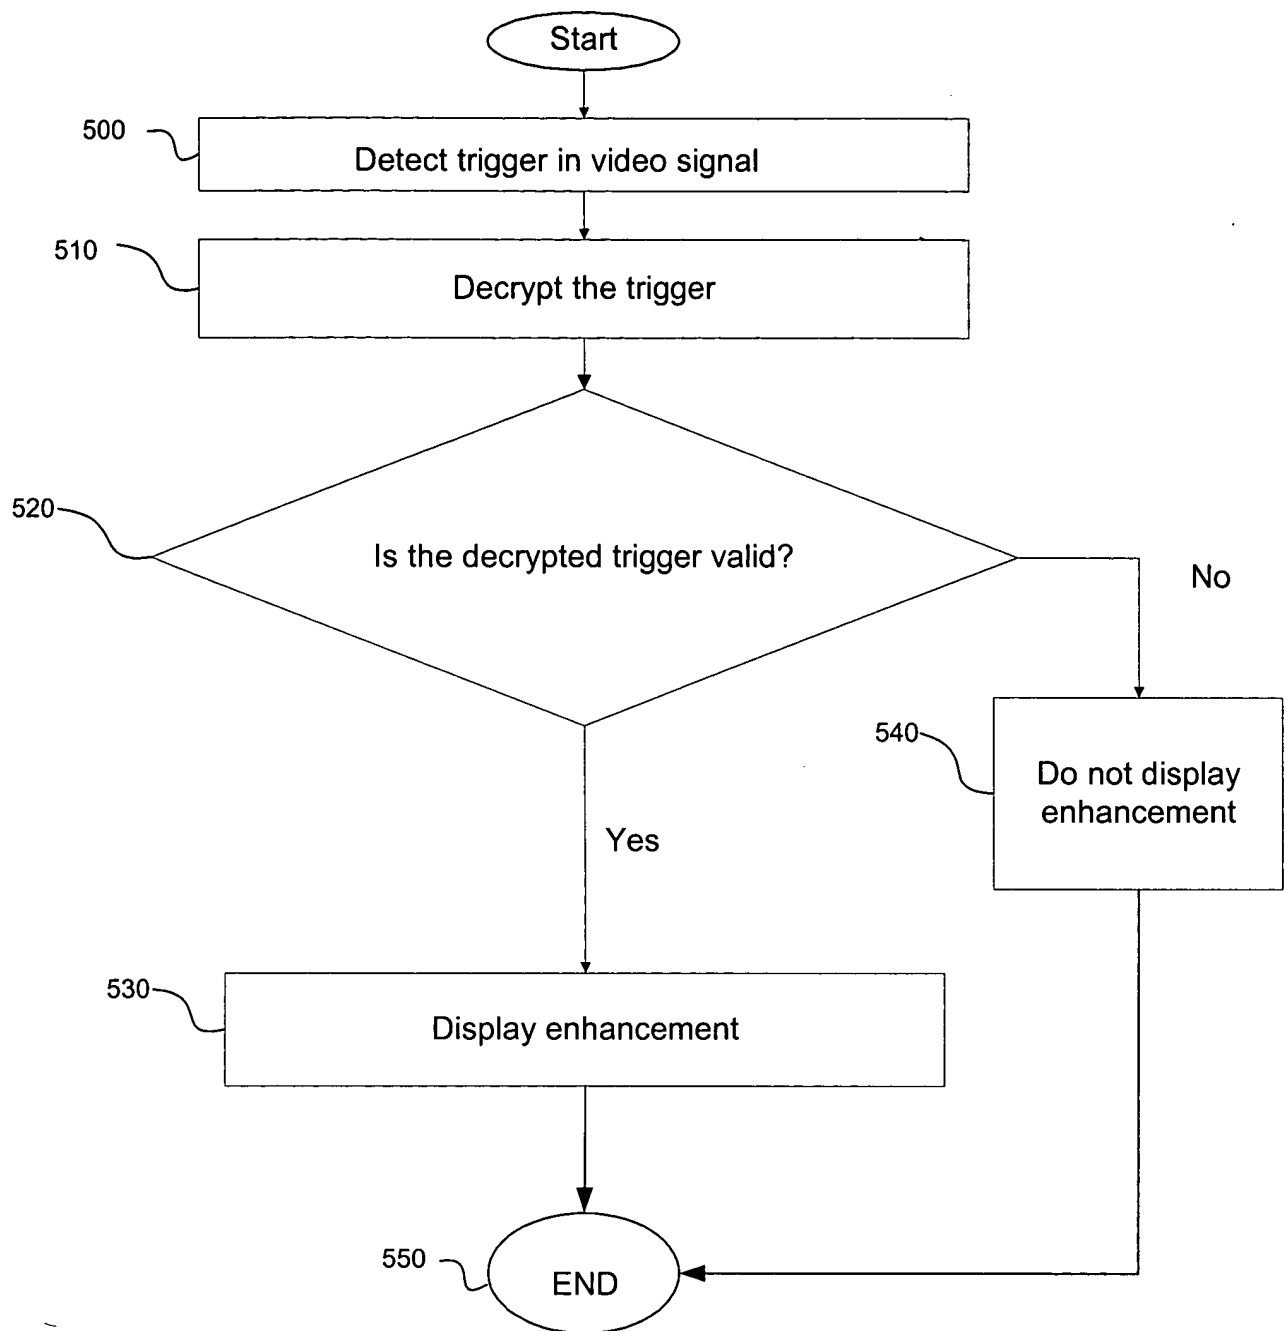 Start
500
Detect trigger in video signal
510
Decrypt the trigger
520
Is the decrypted trigger valid?
No
540
Do not display
enhancement
Yes
530
Display enhancement
550
END